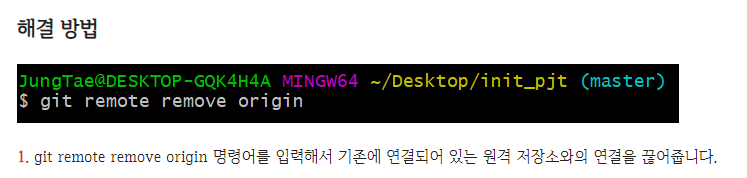 해결 방법
JungTae@DESKTOP-GQK4H4A MINGW64 ~/Desktop/init_pjt (master)
$ git remote remove origin
1. git remote remove origin 명령어를 입력해서 기존에 연결되어 있는 원격 저장소와의 연결을 끊어줍니다.